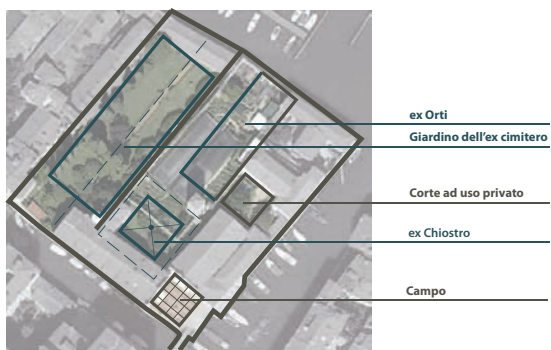 ex Orti
Giardino dell'ex cimitero
Corte ad uso privato
ex Chiostro
Campo